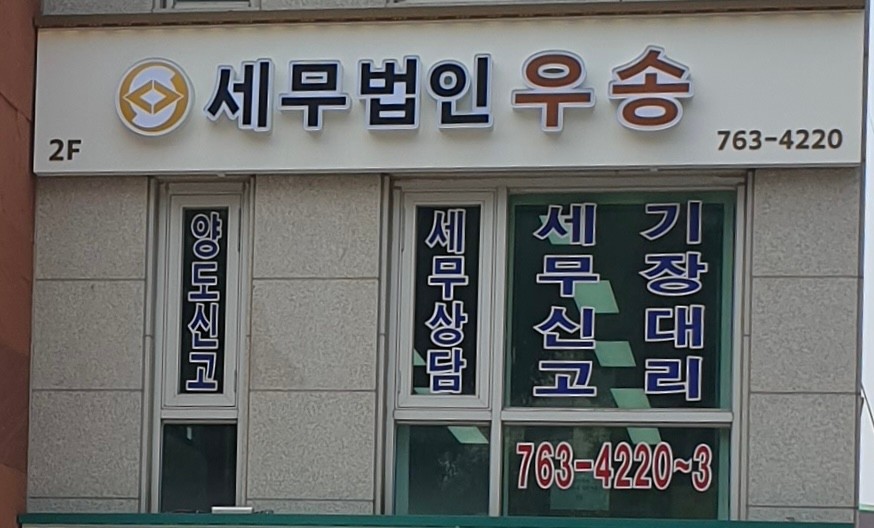 세무법인 우송
2F
763-4220
양도신고
세무상담
세무신고
기장대리
763-4220~3